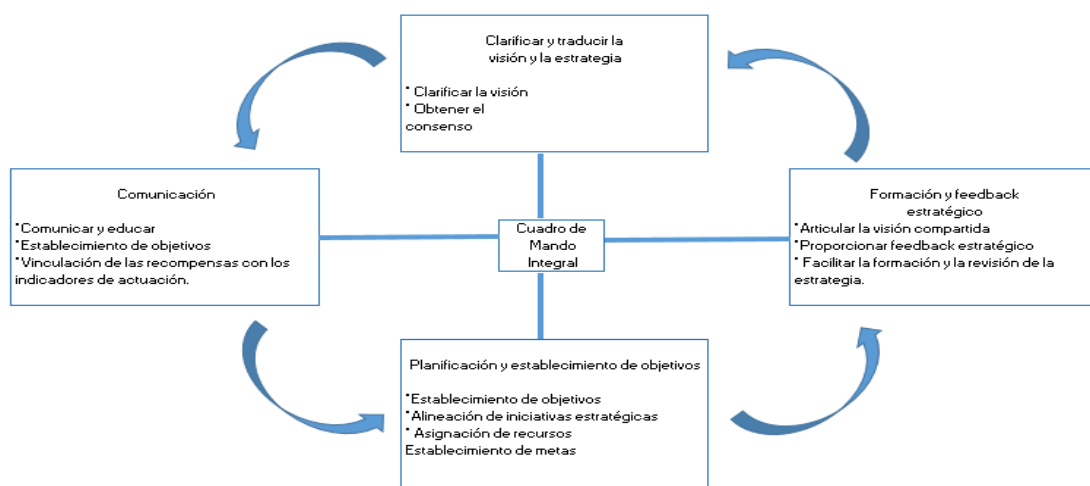 Clarificar y traducir la
visión y la estrategia
* Clarificar la visión
* Obtener el
consenso
Comunicación
*Comunicar y educar
*Establecimiento de objetivos
*Vinculación de las recompensas con los
indicadores de actuación.
Cuadro de
Mando
Integral
Formación y feedback
estratégico
*Articular la visión compartida
*Proporcionar feedback estratégico
* Facilitar la formación y la revisión de la
estrategia.
Planificación y establecimiento de objetivos
*Establecimiento de objetivos
*Alineación de iniciativas estratégicas
* Asignación de recursos
Establecimiento de metas